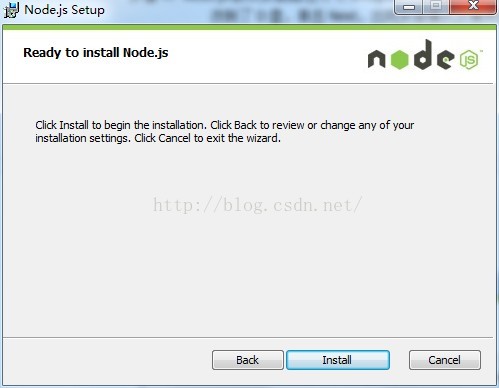 Node.js Setup
Ready to install Node.js
node
JS
Click Install to begin the installation. Click Back to review or change any of your
installation settings. Click Cancel to exit the wizard.
http://blog.csdn.net/
Back
Install
Cancel